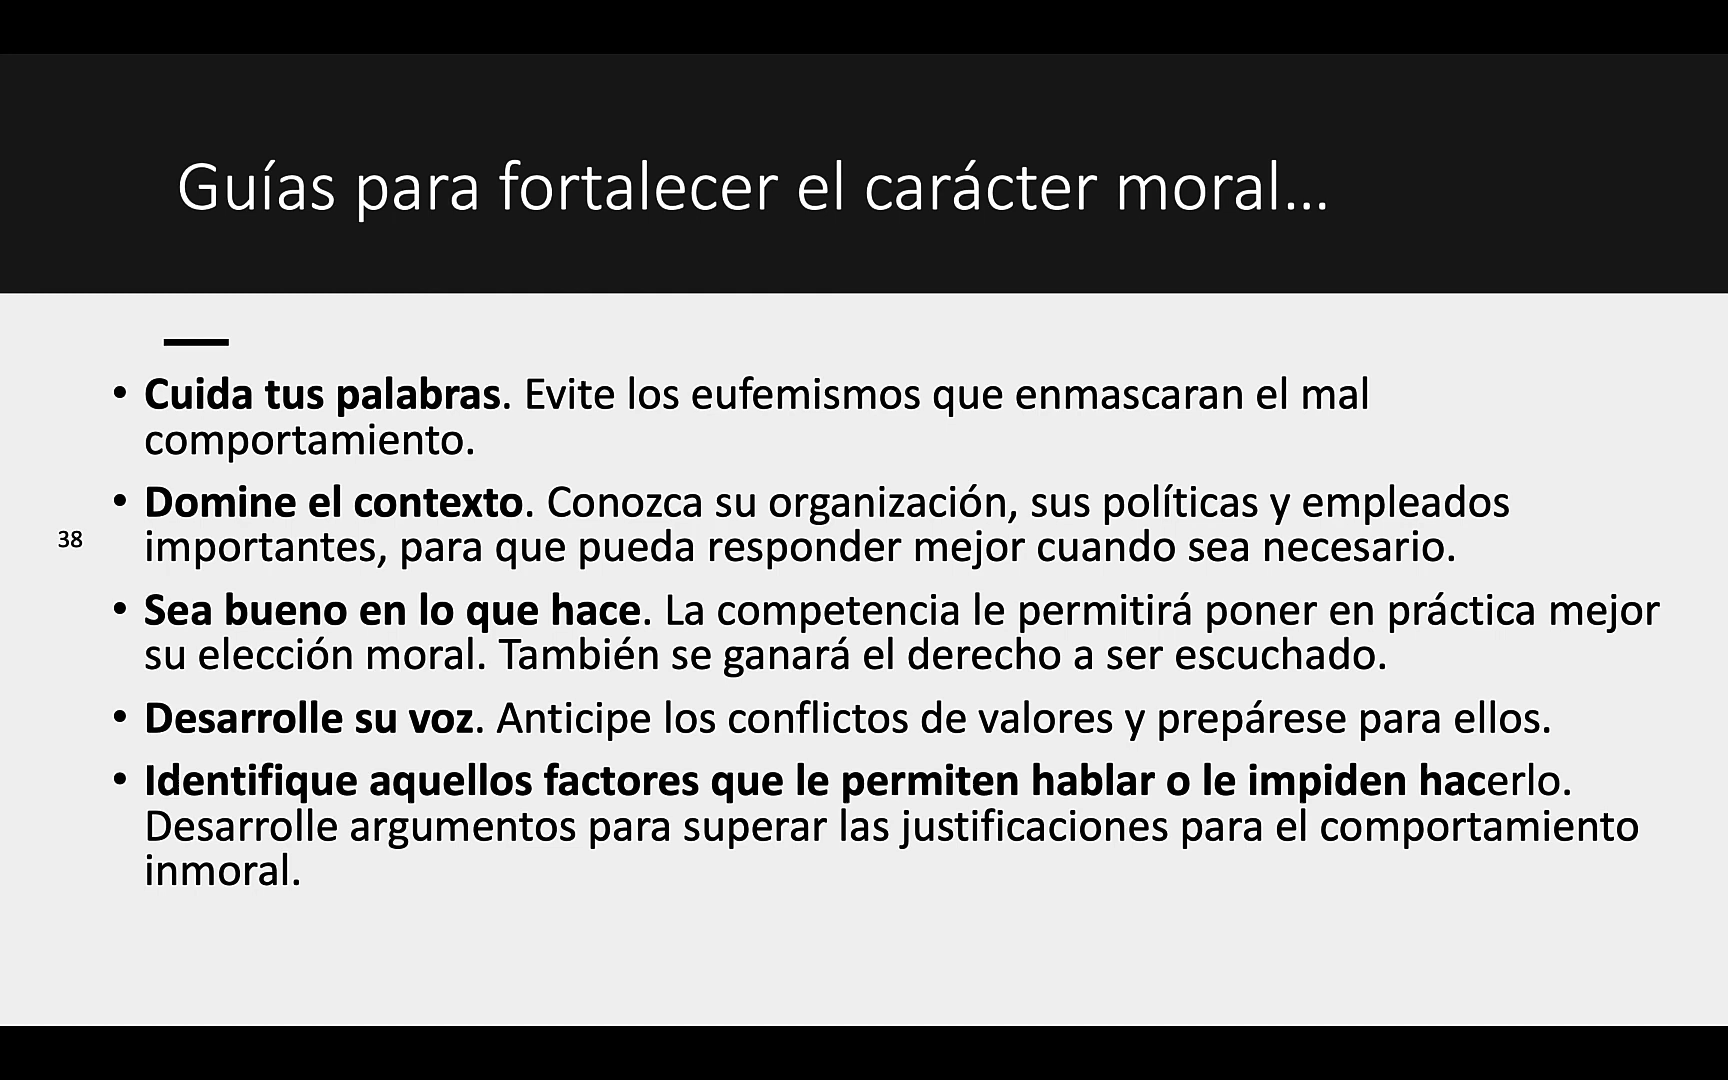 Guías para fortalecer el carácter moral...
• Cuida tus palabras. Evite los eufemismos que enmascaran el mal
comportamiento.
• Domine el contexto. Conozca su organización, sus políticas y empleados
importantes, para que pueda responder mejor cuando sea necesario.
38
• Sea bueno en lo que hace. La competencia le permitirá poner en práctica mejor
su elección moral. También se ganará el derecho a ser escuchado.
• Desarrolle su voz. Anticipe los conflictos de valores y prepárese para ellos.
• Identifique aquellos factores que le permiten hablar o le impiden hacerlo.
Desarrolle argumentos para superar las justificaciones para el comportamiento
inmoral.